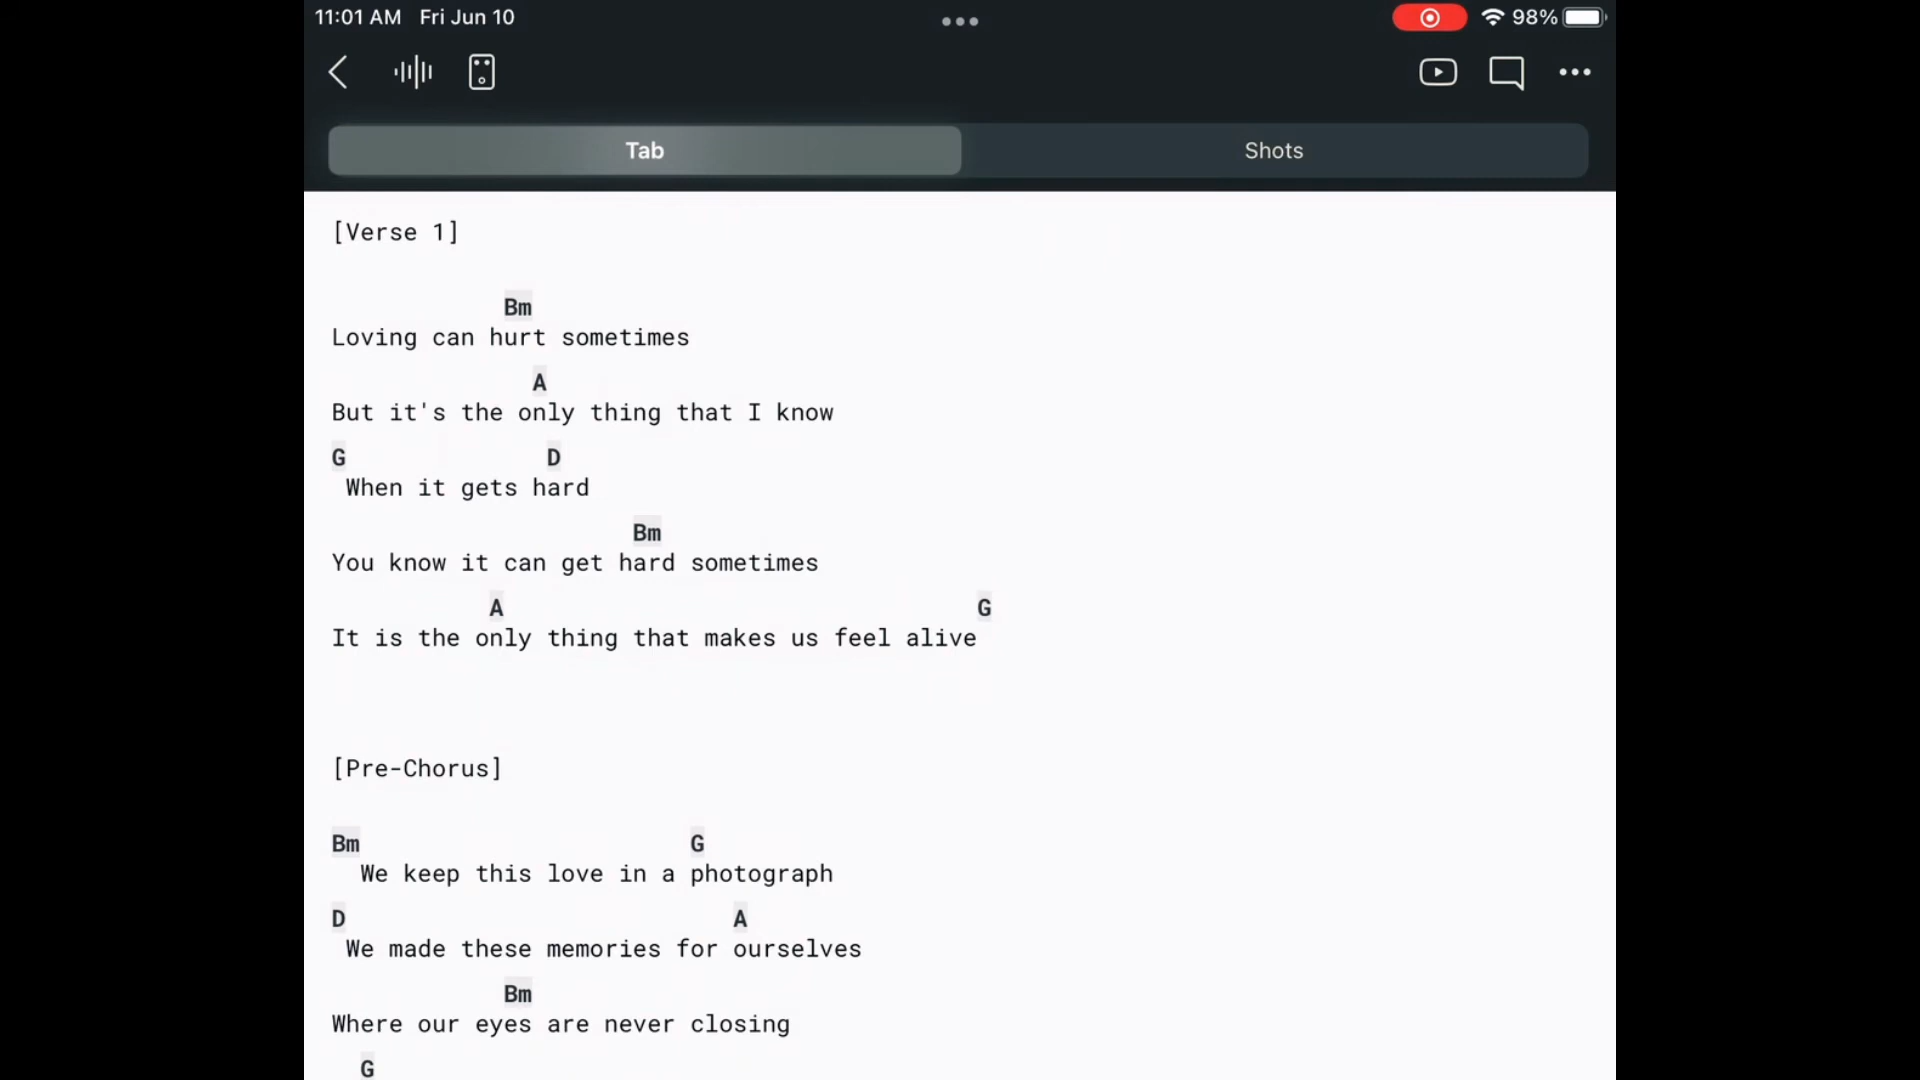 11:01 AM Fri Jun 10 98%
Tab Shots
[Verse 1]
Bm
Loving can hurt sometimes
A
But it's the only thing that I know
G D
When it gets hard
Bm
You know it can get hard sometimes
A G
It is the only thing that makes us feel alive
[Pre-Chorus]
Bm G
We keep this love in a photograph
D A
We made these memories for ourselves
Bm
Where our eyes are never closing
G